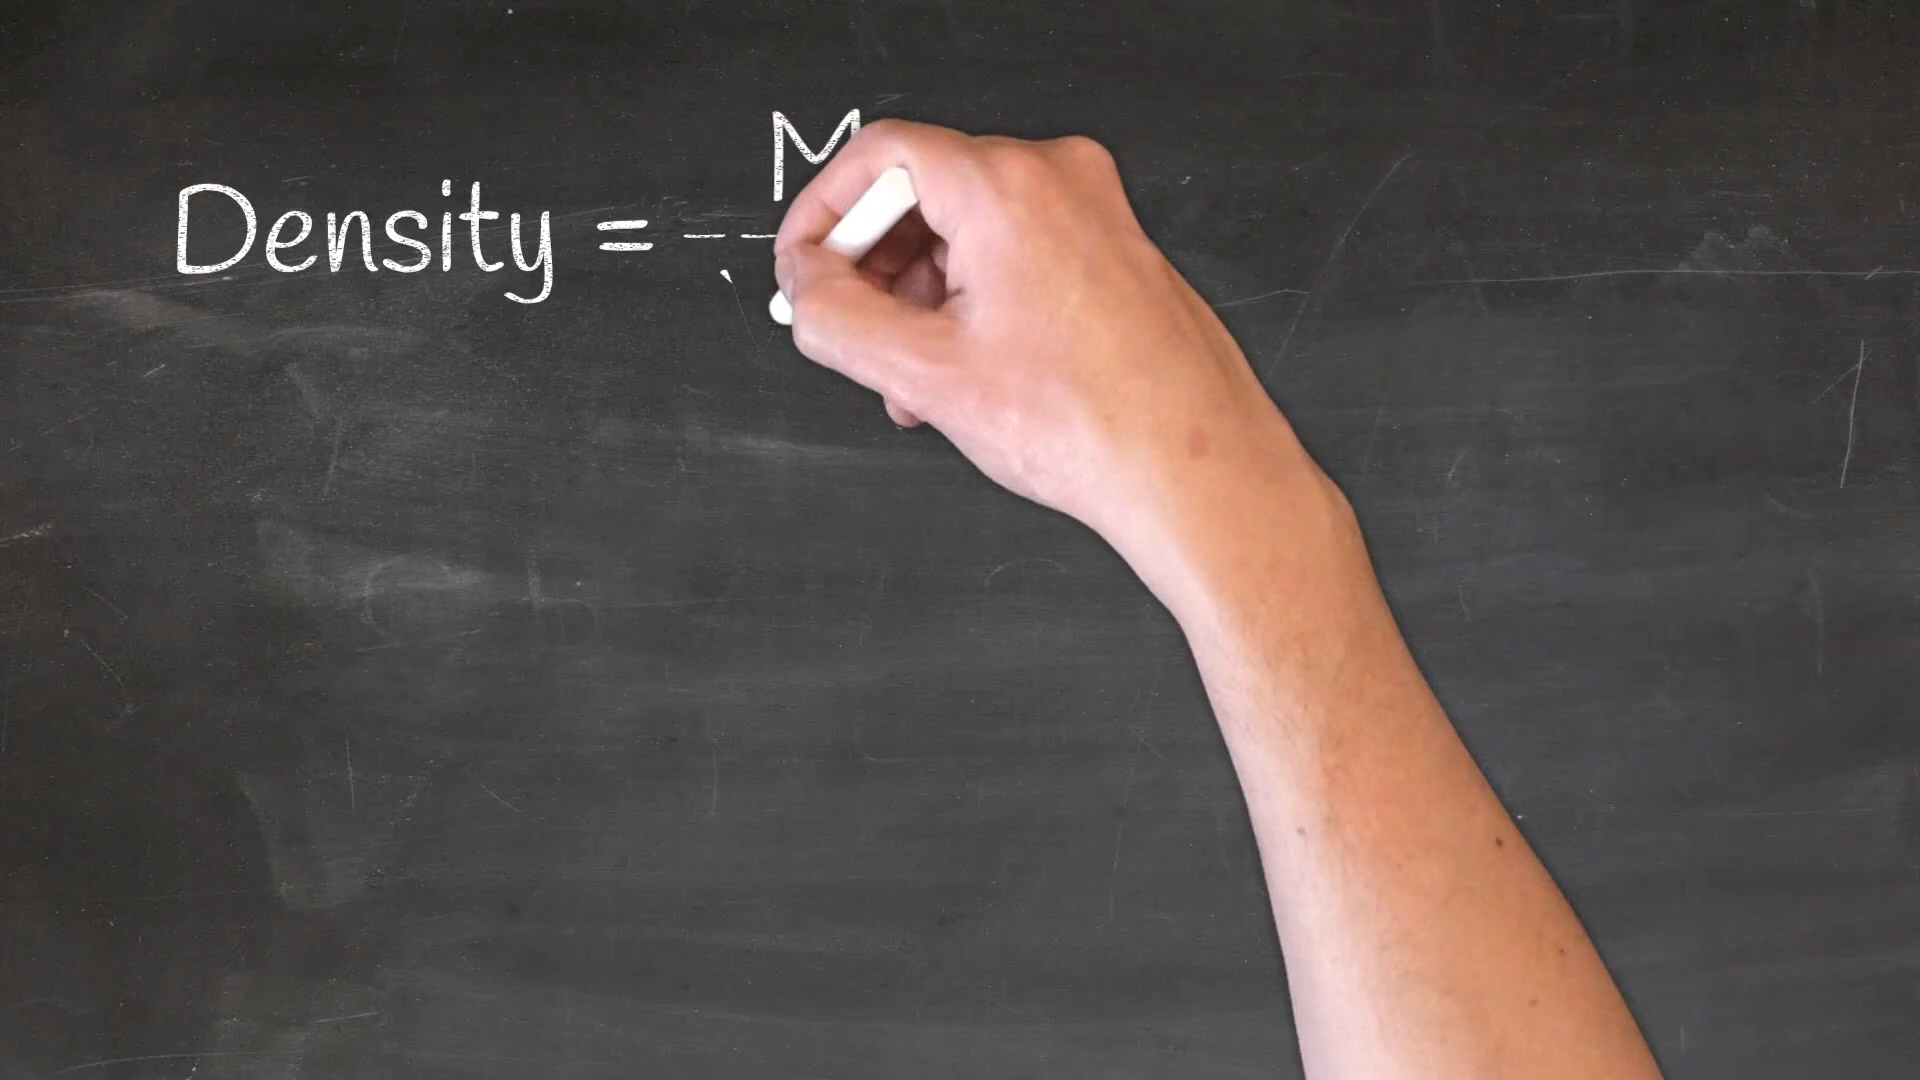 M
Density = --